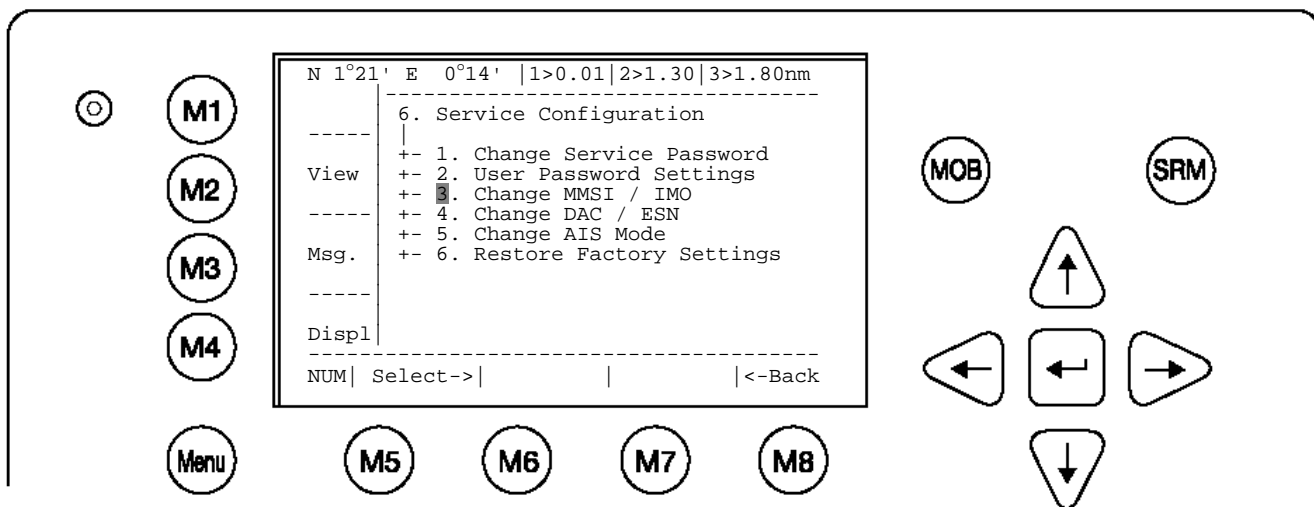 N 1°21' E 0°14' |1>0.01|2>1.30|3>1.80nm
6. Service Configuration
+- 1. Change Service Password
+- 2. User Password Settings
+- 3. Change MMSI / IMO
+- 4. Change DAC / ESN
+- 5. Change AIS Mode
+- 6. Restore Factory Settings
View
Msg.
Displ
NUM| Select->| | |<-Back
M1
M2
M3
M4
Menu
M5
M6
M7
M8
MOB
SRM